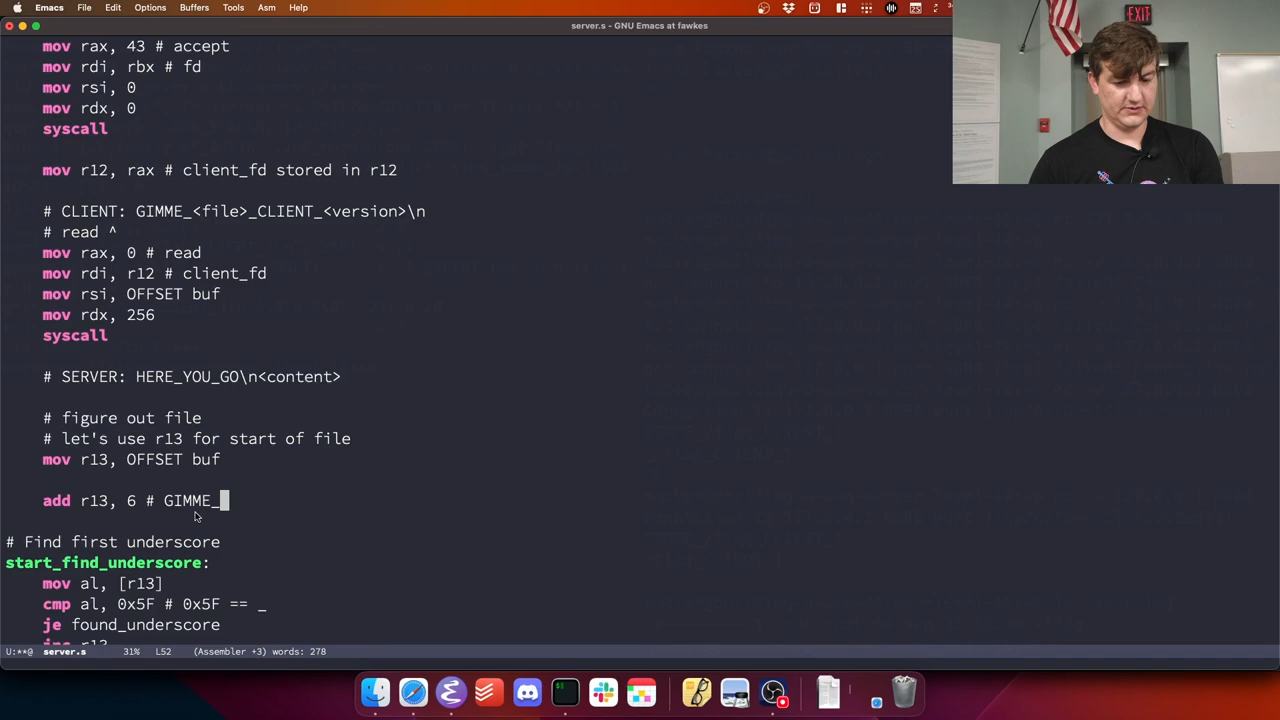 Emacs File Edit Options Buffers Tools Asm Help
server.s - GNU Emacs at fawkes
EXIT
mov rax, 43 # accept
mov rdi, rbx # fd
mov rsi, 0
mov rdx, 0
syscall
mov r12, rax # client_fd stored in r12
# CLIENT: GIMME_<file>_CLIENT_<version>\n
# read ^
mov rax, 0 # read
mov rdi, r12 # client_fd
mov rsi, OFFSET buf
mov rdx, 256
syscall
# SERVER: HERE_YOU_GO\n<content>
# figure out file
# let's use r13 for start of file
mov r13, OFFSET buf
add r13, 6 # GIMME_
# Find first underscore
start_find_underscore:
mov al, [r13]
cmp al, 0x5F # 0x5F == _
je found_underscore
inc r13
U:**@ server.s 31% L52 (Assembler +3) words: 278